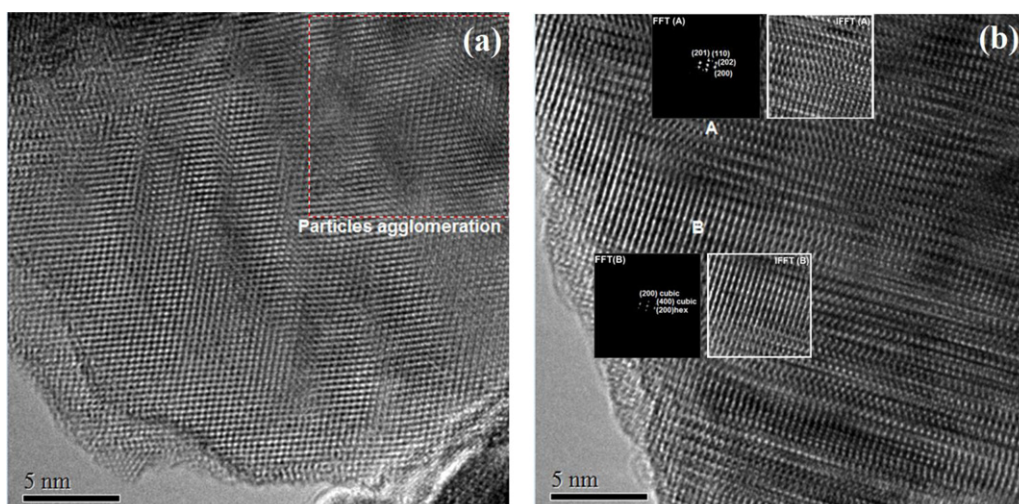 (a)
Particles agglomeration
5 nm
(b)
FFT (A)
IFFT (A)
(201) (110)
(202)
(200)
A
B
FFT(B)
IFFT (B)
(200) cubic
(400) cubic
(200)hex
5 nm